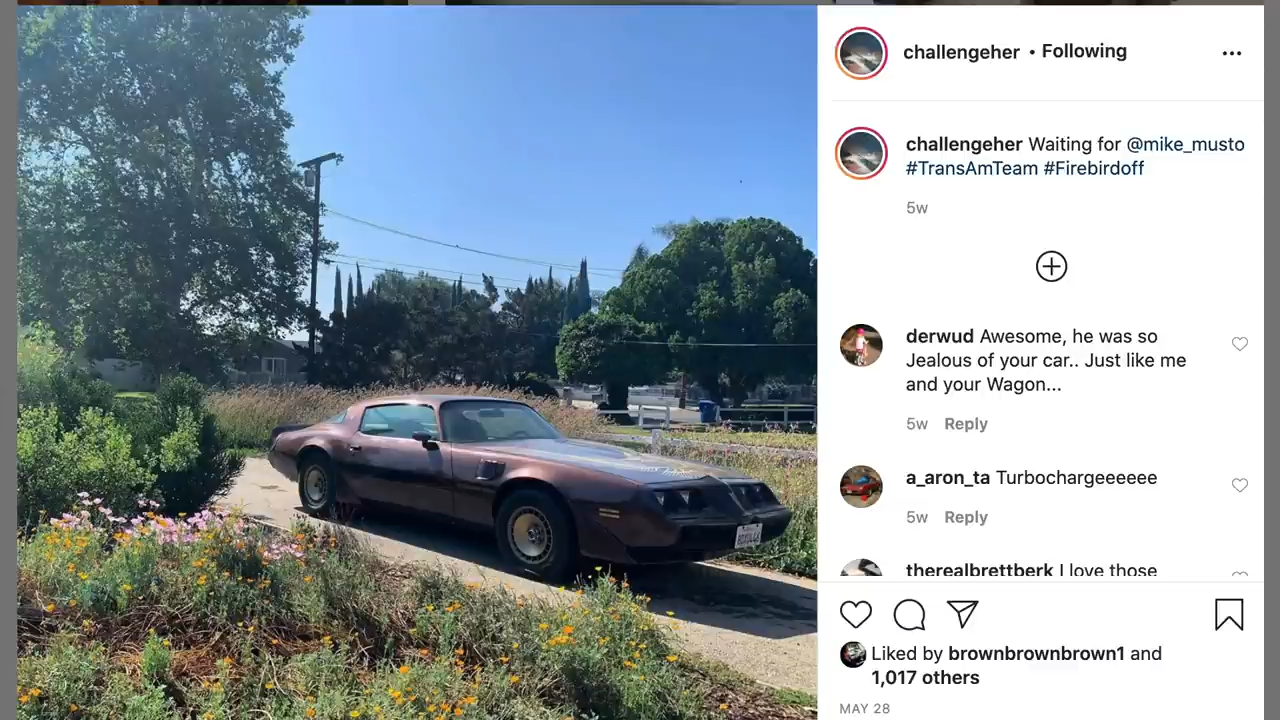 challengeher • Following
challengeher Waiting for @mike_musto
#TransAmTeam #Firebirdoff
5w
derwud Awesome, he was so
Jealous of your car.. Just like me
and your Wagon...
5w Reply
a_aron_ta Turbochargeeeeee
5w Reply
therealbrettberk I love those
Liked by brownbrownbrown1 and
1,017 others
MAY 28